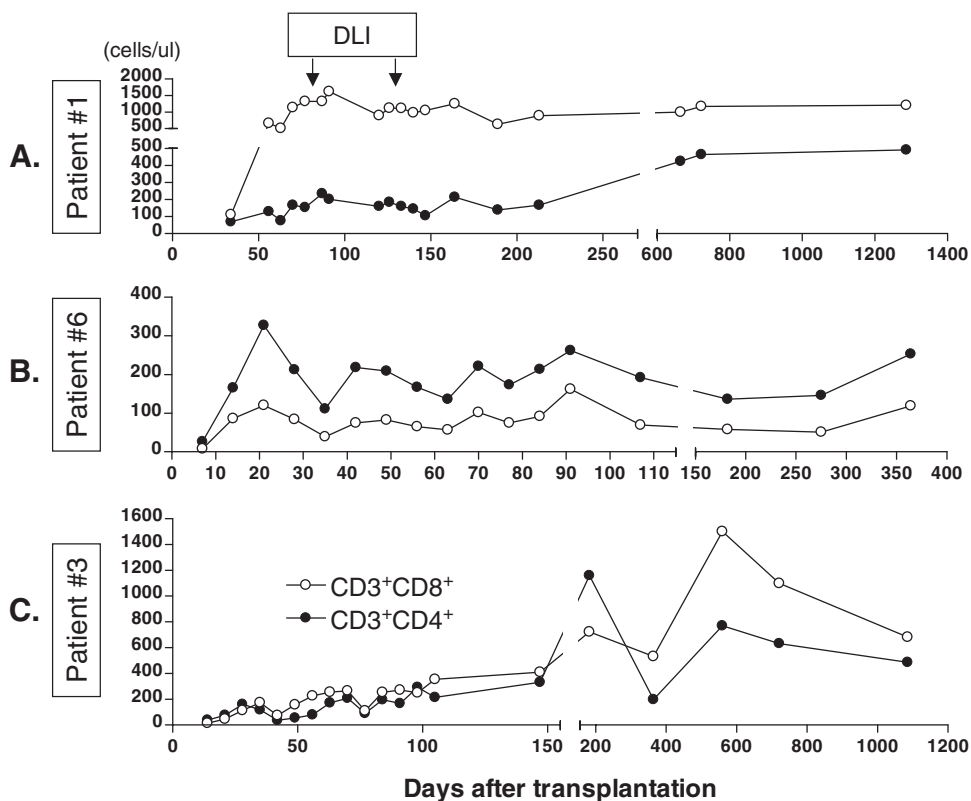 DLI
(cells/ul)
A.
Patient #1
2000
1500
1000
500
500
400
300
200
100
0
0 50 100 150 200 250 600 800 1000 1200 1400
B.
Patient #6
400
300
200
100
0
0 10 20 30 40 50 60 70 80 90 100 110 150 200 250 300 350 400
C.
Patient #3
1600
1400
1200
1000
800
600
400
200
0
CD3+CD8+
CD3+CD4+
0 50 100 150 200 400 600 800 1000 1200
Days after transplantation